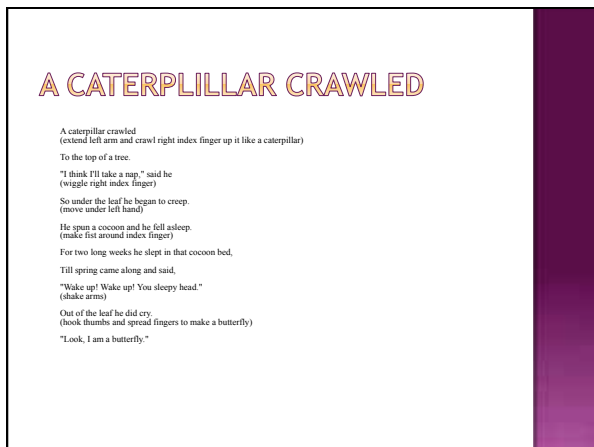 A CATERPLILLAR CRAWLED
A caterpillar crawled
(extend left arm and crawl right index finger up it like a caterpillar)
To the top of a tree.
"I think I'll take a nap," said he
(wiggle right index finger)
So under the leaf he began to creep.
(move under left hand)
He spun a cocoon and he fell asleep.
(make fist around index finger)
For two long weeks he slept in that cocoon bed,
Till spring came along and said,
"Wake up! Wake up! You sleepy head."
(shake arms)
Out of the leaf he did cry.
(hook thumbs and spread fingers to make a butterfly)
"Look, I am a butterfly."